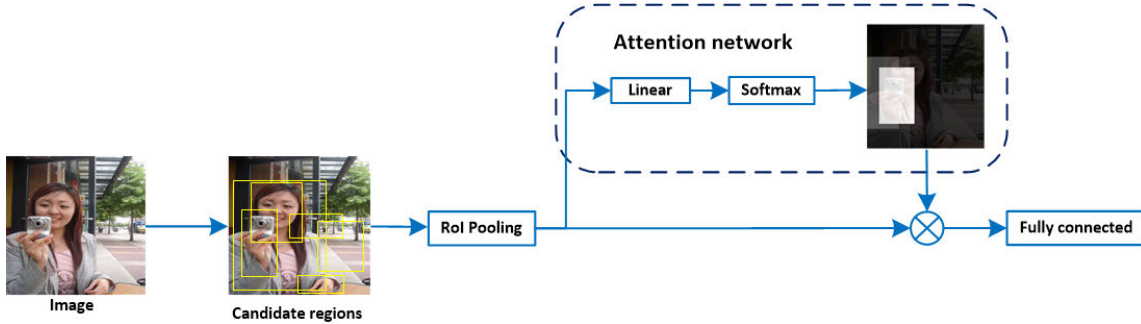 Attention network
Linear
Softmax
RoI Pooling
Fully connected
Image
Candidate regions